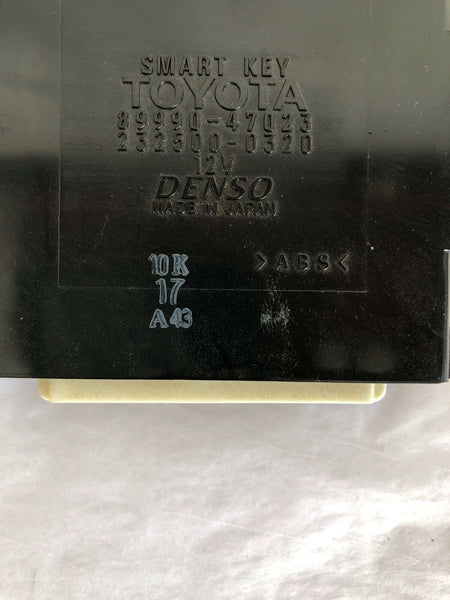 SMART KEY
TOYOTA
89990-47023
232500-0320
12V
DENSO
MADE IN JAPAN
>ABS<
10K
17
A43